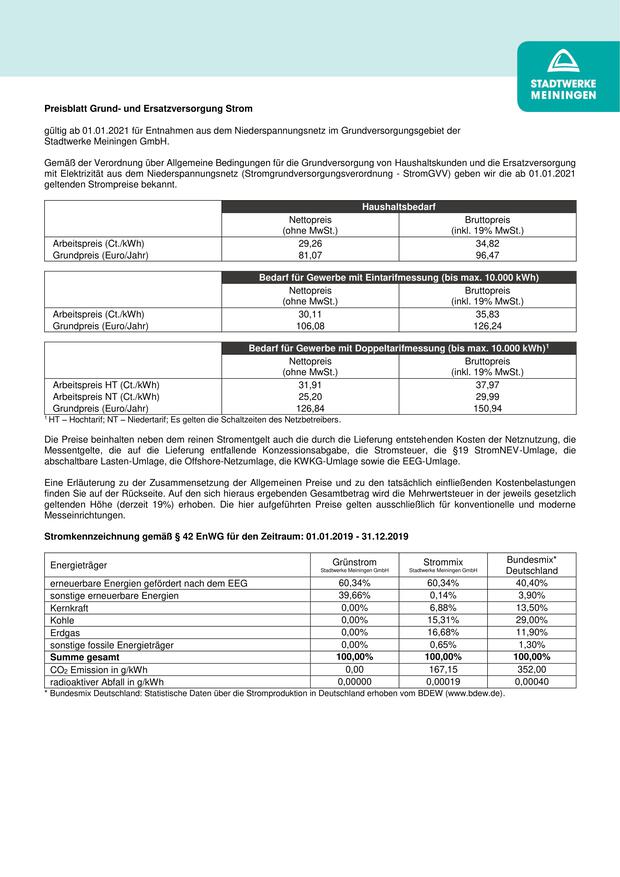 STADTWERKE
MEININGEN
Preisblatt Grund- und Ersatzversorgung Strom
gültig ab 01.01.2021 für Entnahmen aus dem Niederspannungsnetz im Grundversorgungsgebiet der
Stadtwerke Meiningen GmbH.
Gemäß der Verordnung über Allgemeine Bedingungen für die Grundversorgung von Haushaltskunden und die Ersatzversorgung
mit Elektrizität aus dem Niederspannungsnetz (Stromgrundversorgungsverordnung - StromGVV) geben wir die ab 01.01.2021
geltenden Strompreise bekannt.
Haushaltsbedarf
Nettopreis Bruttopreis
(ohne MwSt.) (inkl. 19% MwSt.)
Arbeitspreis (Ct./kWh) 29,26 34,82
Grundpreis (Euro/Jahr) 81,07 96,47
Bedarf für Gewerbe mit Eintarifmessung (bis max. 10.000 kWh)
Nettopreis Bruttopreis
(ohne MwSt.) (inkl. 19% MwSt.)
Arbeitspreis (Ct./kWh) 30,11 35,83
Grundpreis (Euro/Jahr) 106,08 126,24
Bedarf für Gewerbe mit Doppeltarifmessung (bis max. 10.000 kWh)¹
Nettopreis Bruttopreis
(ohne MwSt.) (inkl. 19% MwSt.)
Arbeitspreis HT (Ct./kWh) 31,91 37,97
Arbeitspreis NT (Ct./kWh) 25,20 29,99
Grundpreis (Euro/Jahr) 126,84 150,94
¹ HT – Hochtarif; NT – Niedertarif; Es gelten die Schaltzeiten des Netzbetreibers.
Die Preise beinhalten neben dem reinen Stromentgelt auch die durch die Lieferung entstehenden Kosten der Netznutzung, die
Messentgelte, die auf die Lieferung entfallende Konzessionsabgabe, die Stromsteuer, die §19 StromNEV-Umlage, die
abschaltbare Lasten-Umlage, die Offshore-Netzumlage, die KWKG-Umlage sowie die EEG-Umlage.
Eine Erläuterung zu der Zusammensetzung der Allgemeinen Preise und zu den tatsächlich einfließenden Kostenbelastungen
finden Sie auf der Rückseite. Auf den sich hieraus ergebenden Gesamtbetrag wird die Mehrwertsteuer in der jeweils gesetzlich
geltenden Höhe (derzeit 19%) erhoben. Die hier aufgeführten Preise gelten ausschließlich für konventionelle und moderne
Messeinrichtungen.
Stromkennzeichnung gemäß § 42 EnWG für den Zeitraum: 01.01.2019 - 31.12.2019
Energieträger Grünstrom Strommix Bundesmix*
Stadtwerke Meiningen GmbH Stadtwerke Meiningen GmbH Deutschland
erneuerbare Energien gefördert nach dem EEG 60,34% 60,34% 40,40%
sonstige erneuerbare Energien 39,66% 0,14% 3,90%
Kernkraft 0,00% 6,88% 13,50%
Kohle 0,00% 15,31% 29,00%
Erdgas 0,00% 16,68% 11,90%
sonstige fossile Energieträger 0,00% 0,65% 1,30%
Summe gesamt 100,00% 100,00% 100,00%
CO₂ Emission in g/kWh 0,00 167,15 352,00
radioaktiver Abfall in g/kWh 0,00000 0,00019 0,00040
* Bundesmix Deutschland: Statistische Daten über die Stromproduktion in Deutschland erhoben vom BDEW (www.bdew.de).